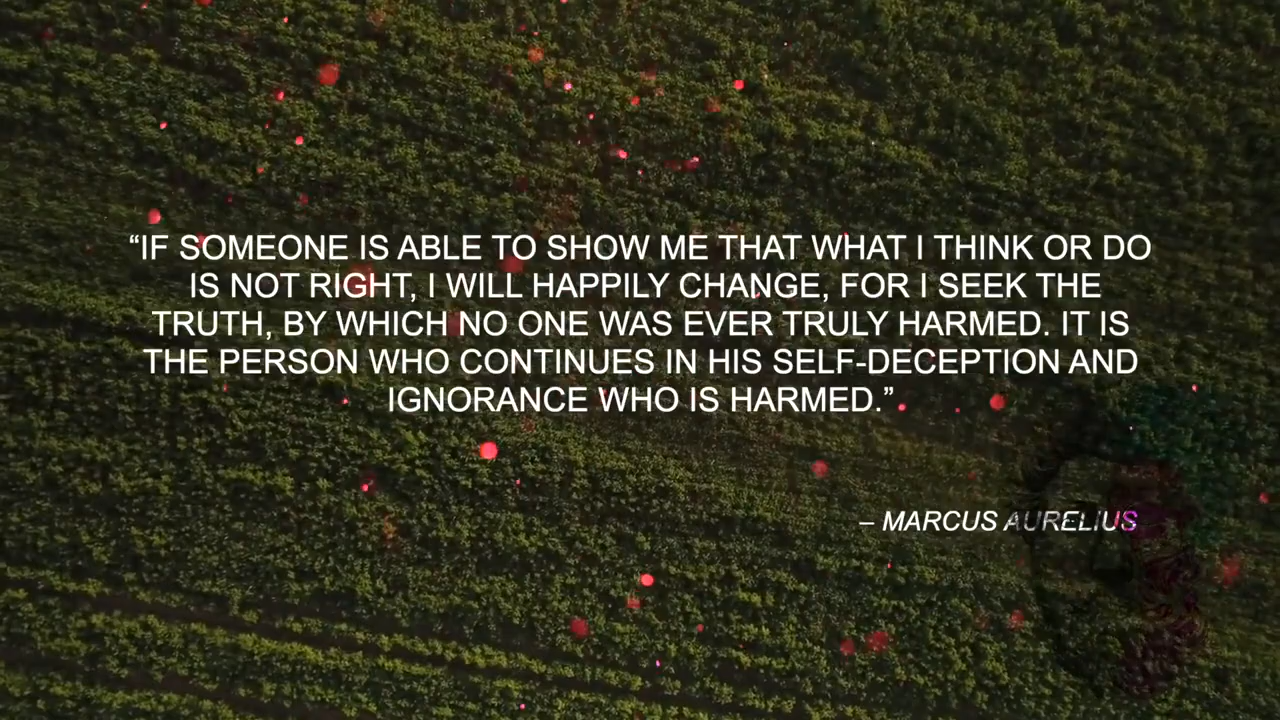 “IF SOMEONE IS ABLE TO SHOW ME THAT WHAT I THINK OR DO
IS NOT RIGHT, I WILL HAPPILY CHANGE, FOR I SEEK THE
TRUTH, BY WHICH NO ONE WAS EVER TRULY HARMED. IT IS
THE PERSON WHO CONTINUES IN HIS SELF-DECEPTION AND
IGNORANCE WHO IS HARMED.”
– MARCUS AURELIUS